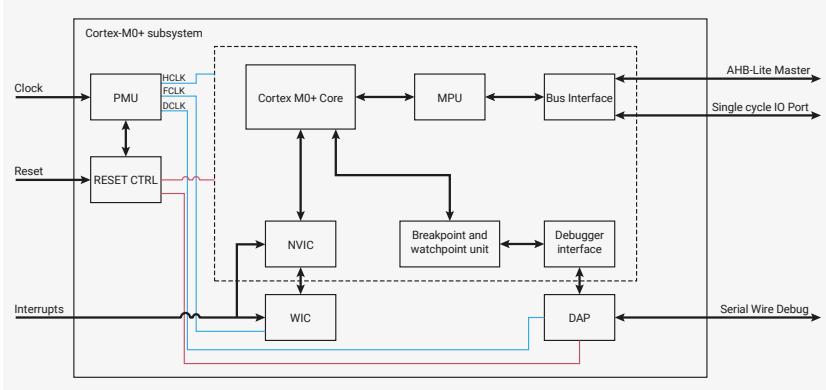 Cortex-M0+ subsystem
HCLK
FCLK
DCLK
Clock
PMU
Cortex M0+ Core
MPU
Bus Interface
AHB-Lite Master
Single cycle IO Port
Reset
RESET CTRL
NVIC
Breakpoint and
watchpoint unit
Debugger
interface
Interrupts
WIC
DAP
Serial Wire Debug